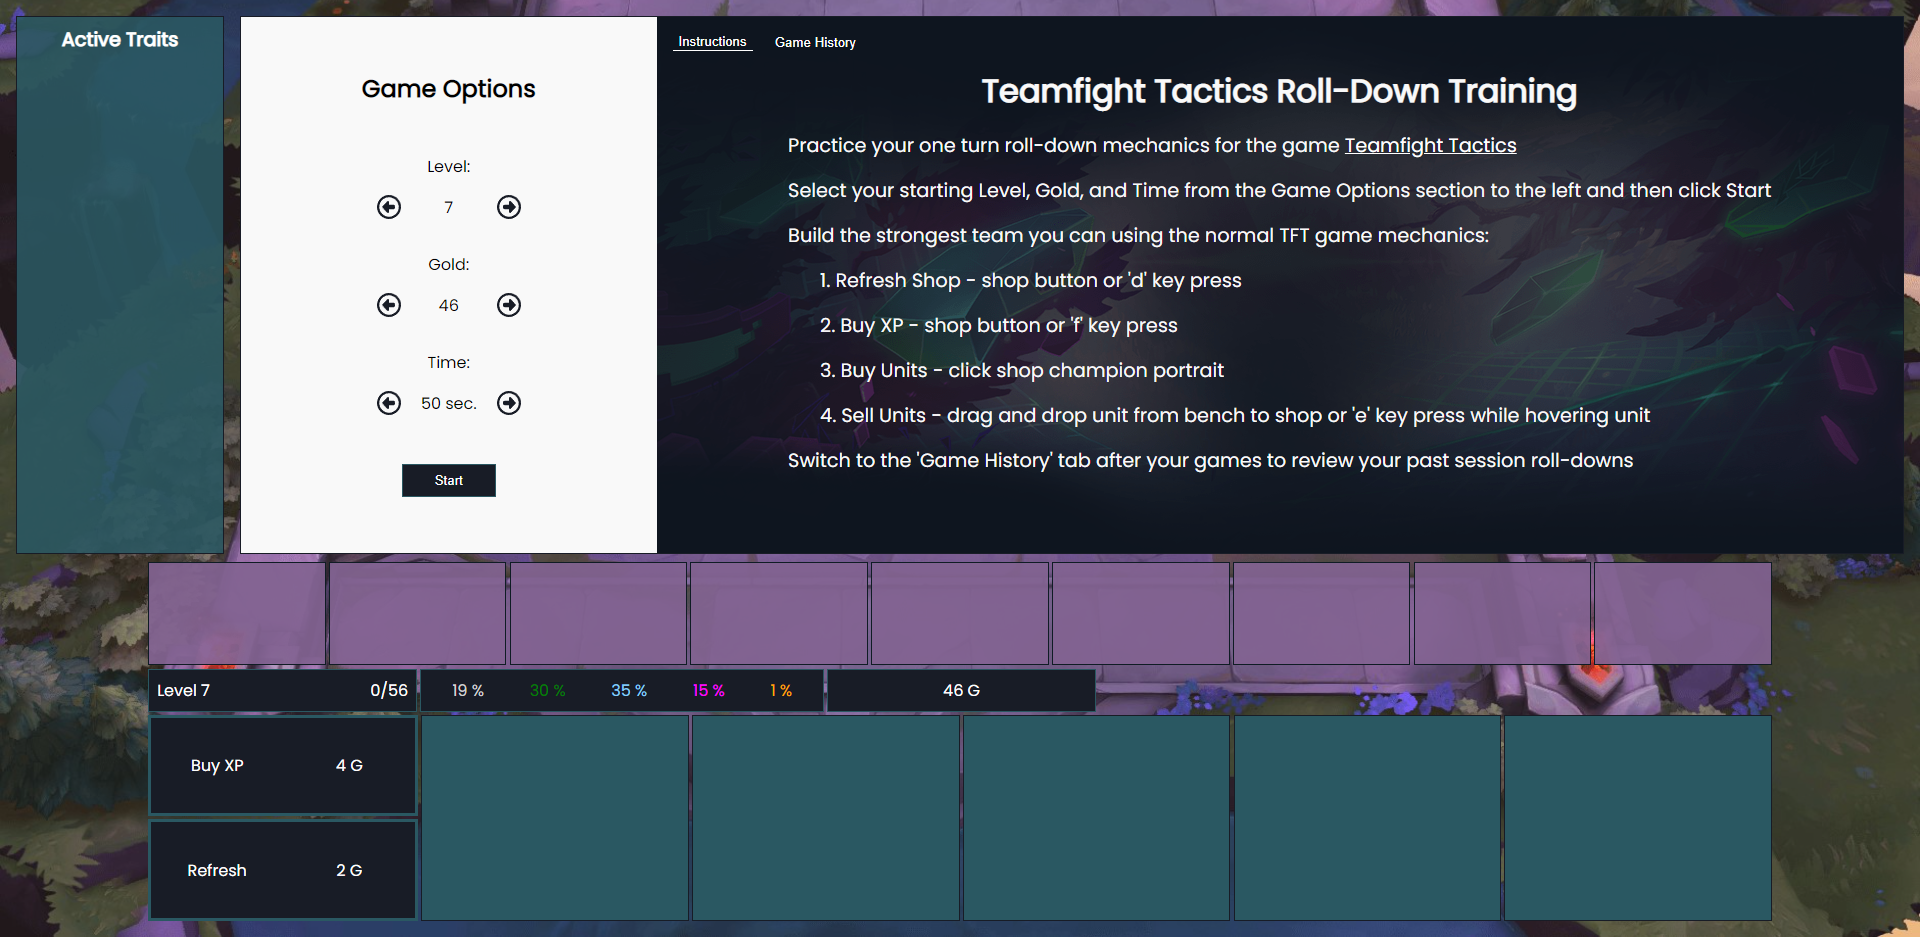 Active Traits
Game Options
Level:
7
Gold:
46
Time:
50 sec.
Start
Instructions Game History
Teamfight Tactics Roll-Down Training
Practice your one turn roll-down mechanics for the game Teamfight Tactics
Select your starting Level, Gold, and Time from the Game Options section to the left and then click Start
Build the strongest team you can using the normal TFT game mechanics:
1. Refresh Shop - shop button or 'd' key press
2. Buy XP - shop button or 'f' key press
3. Buy Units - click shop champion portrait
4. Sell Units - drag and drop unit from bench to shop or 'e' key press while hovering unit
Switch to the 'Game History' tab after your games to review your past session roll-downs
Level 7 0/56 19 % 30 % 35 % 15 % 1 % 46 G
Buy XP 4 G
Refresh 2 G